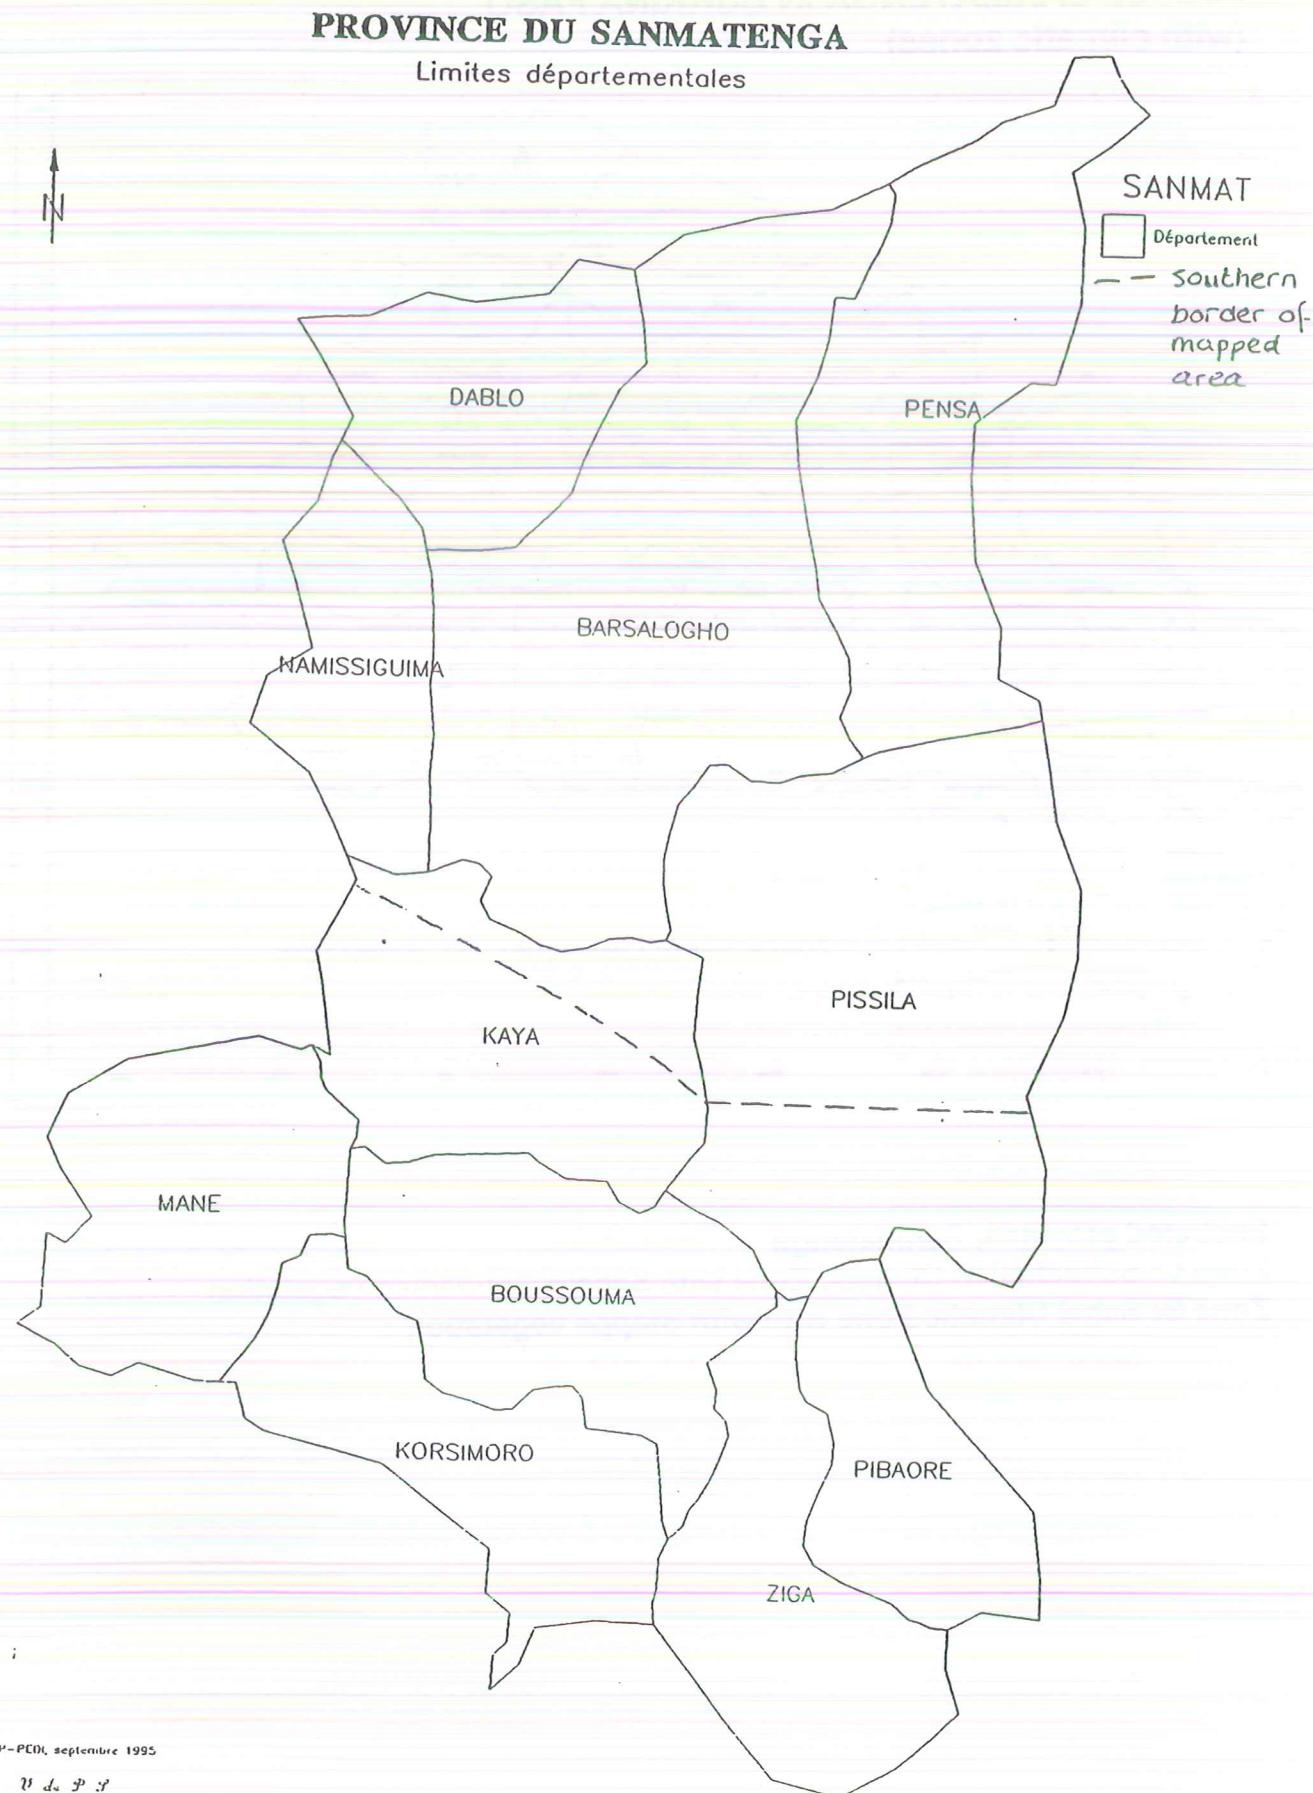 PROVINCE DU SANMATENGA
Limites départementales
N
SANMAT
Département
southern
border of
mapped
area
DABLO
PENSA
BARSALOGHO
NAMISSIGUIMA
PISSILA
KAYA
MANE
BOUSSOUMA
KORSIMORO
PIBAORE
ZIGA
septembre 1995